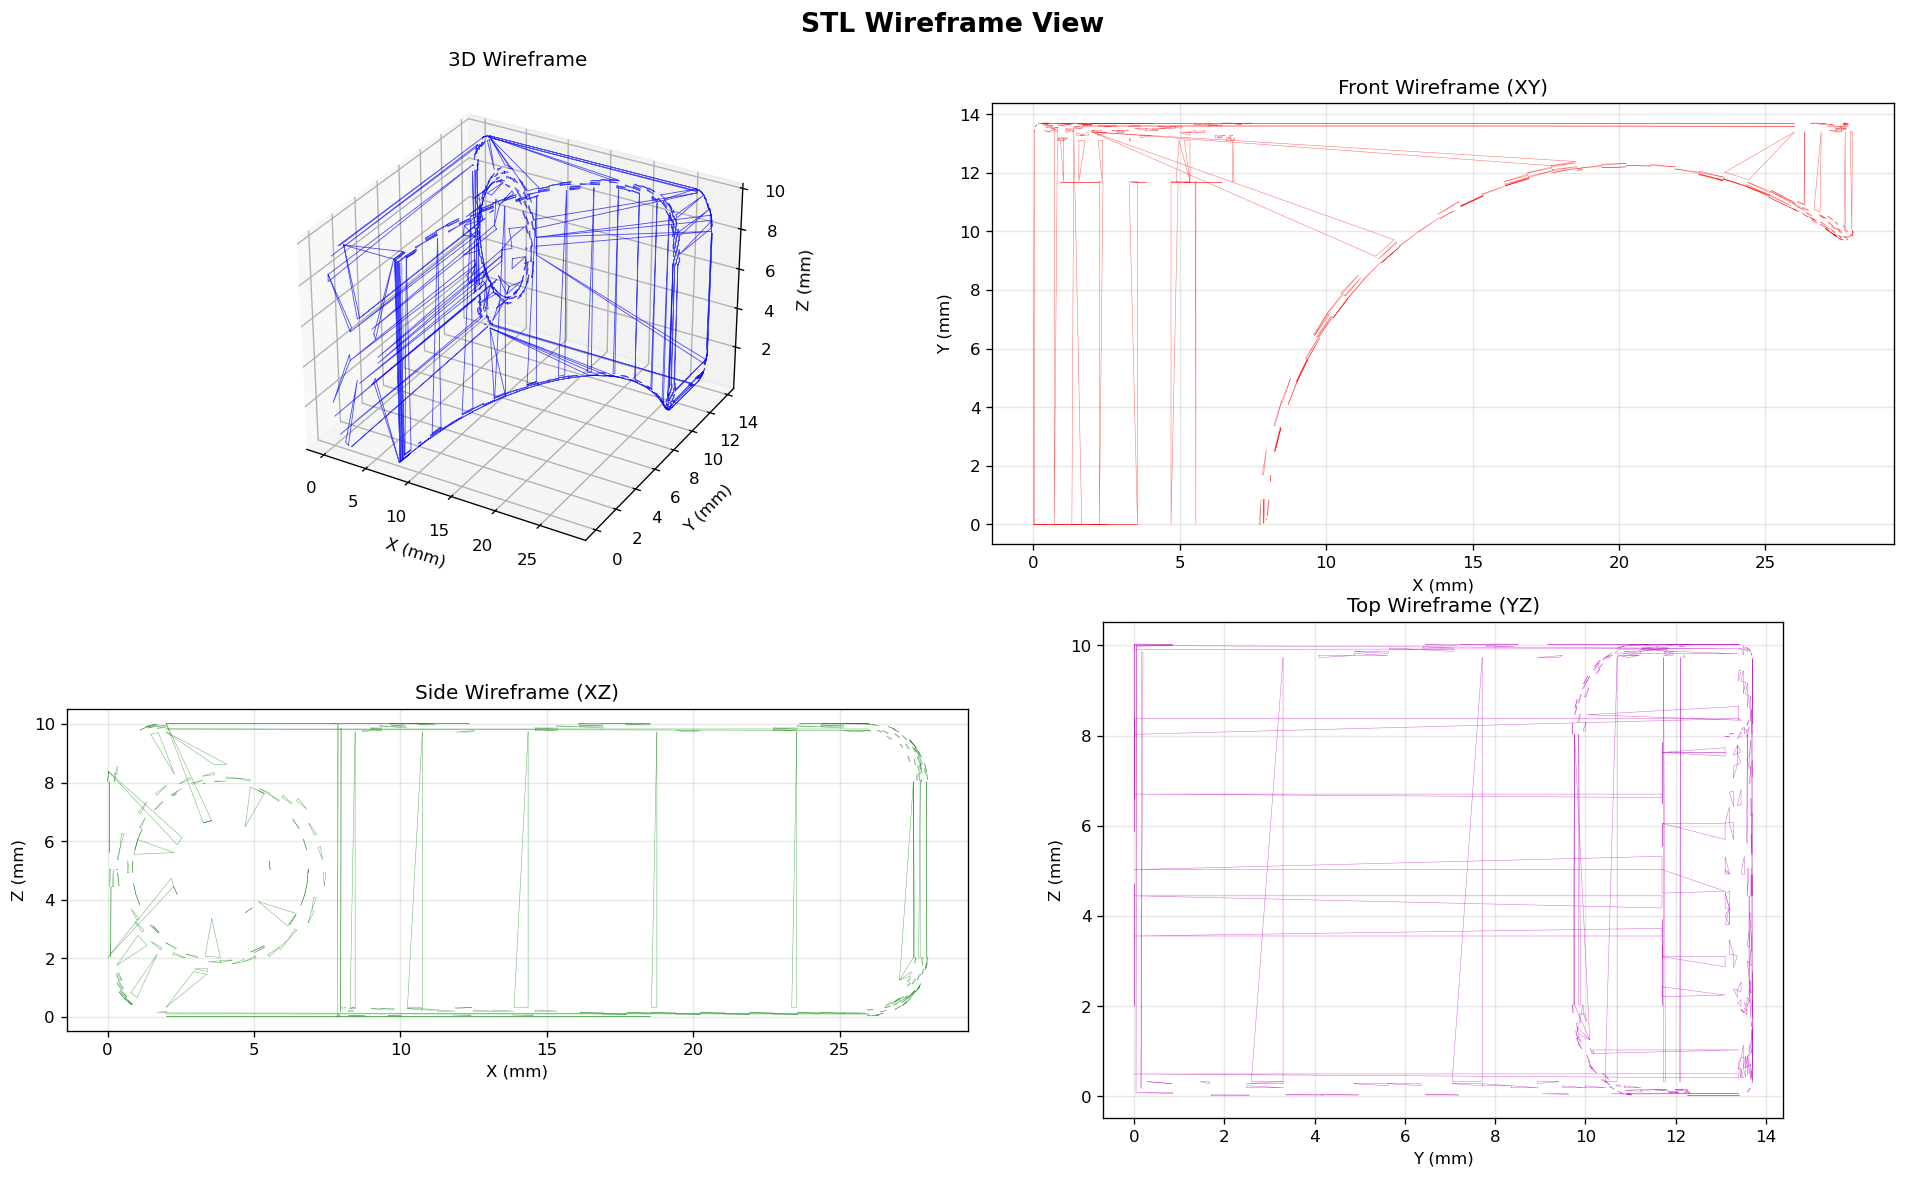 STL Wireframe View
3D Wireframe
10
8
6
4
2
Z (mm)
14
12
10
8
6
4
2
0
Y (mm)
0
5
10
15
20
25
X (mm)
Front Wireframe (XY)
14
12
10
8
6
4
2
0
Y (mm)
0 5 10 15 20 25
X (mm)
Side Wireframe (XZ)
10
8
6
4
2
0
Z (mm)
0 5 10 15 20 25
X (mm)
Top Wireframe (YZ)
10
8
6
4
2
0
Z (mm)
0 2 4 6 8 10 12 14
Y (mm)